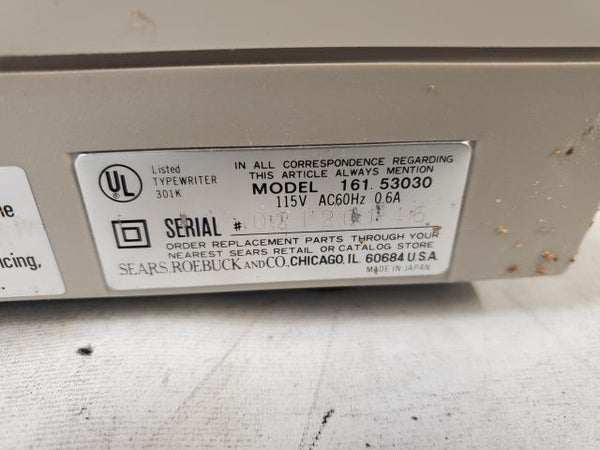 UL
Listed
TYPEWRITER
301K
IN ALL CORRESPONDENCE REGARDING
THIS ARTICLE ALWAYS MENTION
MODEL 161. 53030
115V AC60Hz 0.6A
SERIAL #
ORDER REPLACEMENT PARTS THROUGH YOUR
NEAREST SEARS RETAIL OR CATALOG STORE
SEARS, ROEBUCK AND CO., CHICAGO, IL. 60684 U.S.A.
MADE IN JAPAN